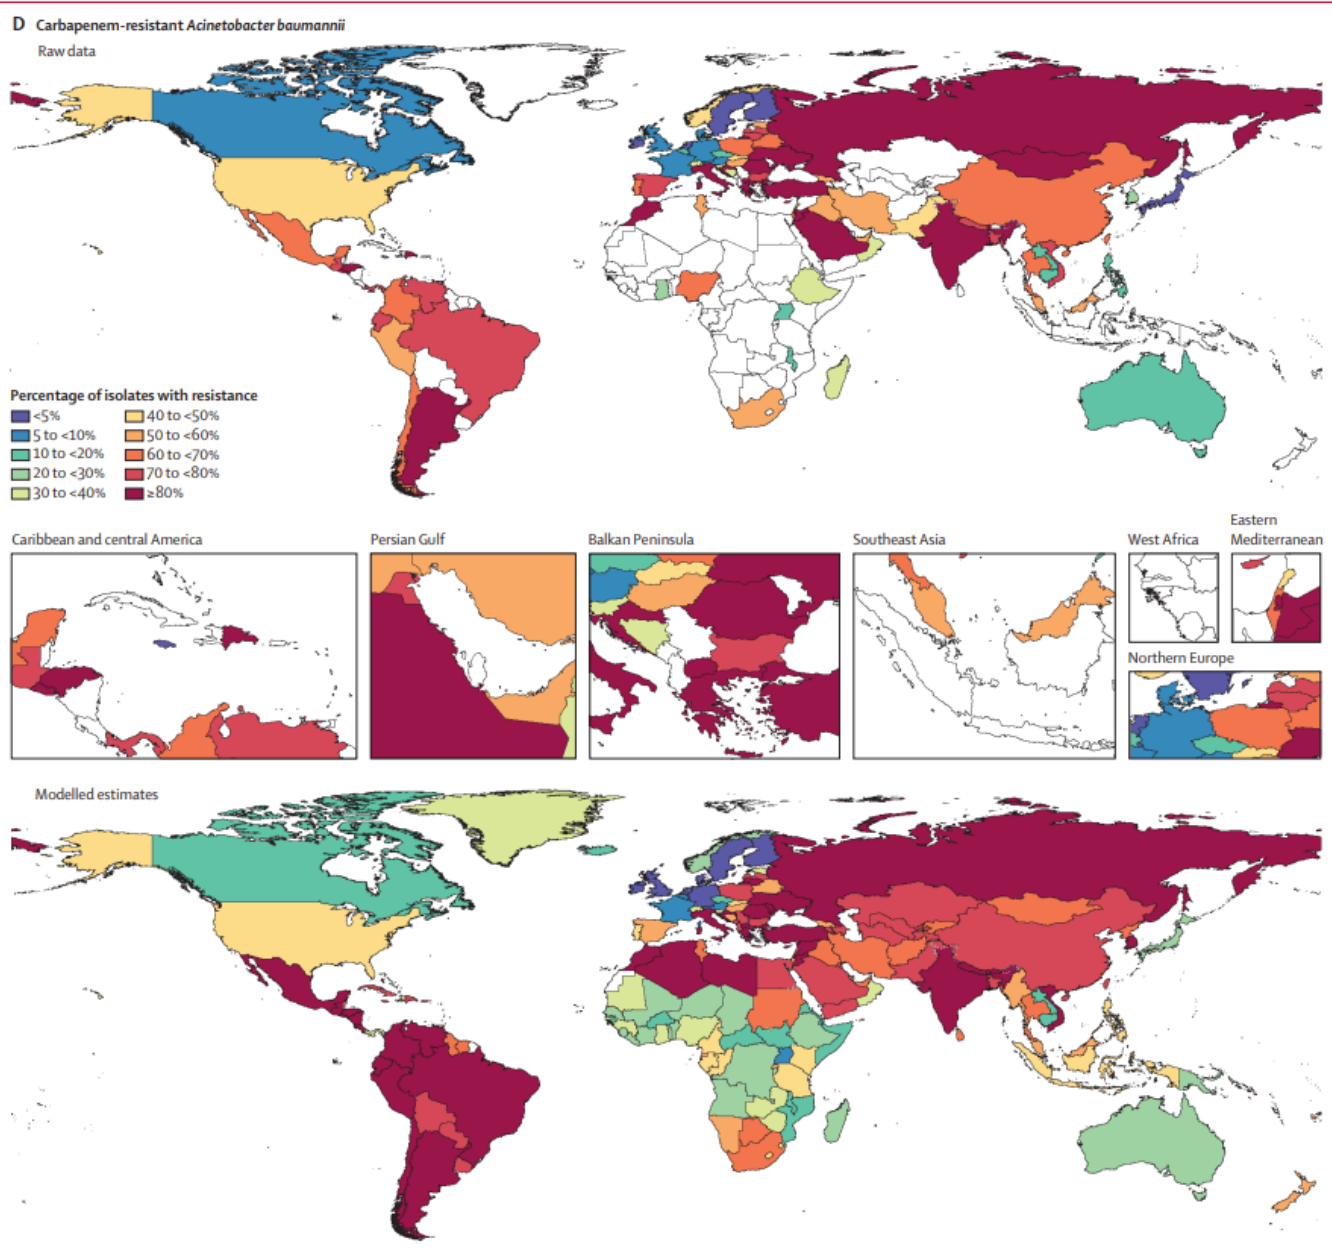 D Carbapenem-resistant Acinetobacter baumannii
Raw data
Percentage of isolates with resistance
<5%
5 to <10%
10 to <20%
20 to <30%
30 to <40%
40 to <50%
50 to <60%
60 to <70%
70 to <80%
≥80%
Caribbean and central America
Persian Gulf
Balkan Peninsula
Southeast Asia
West Africa
Eastern
Mediterranean
Northern Europe
Modelled estimates